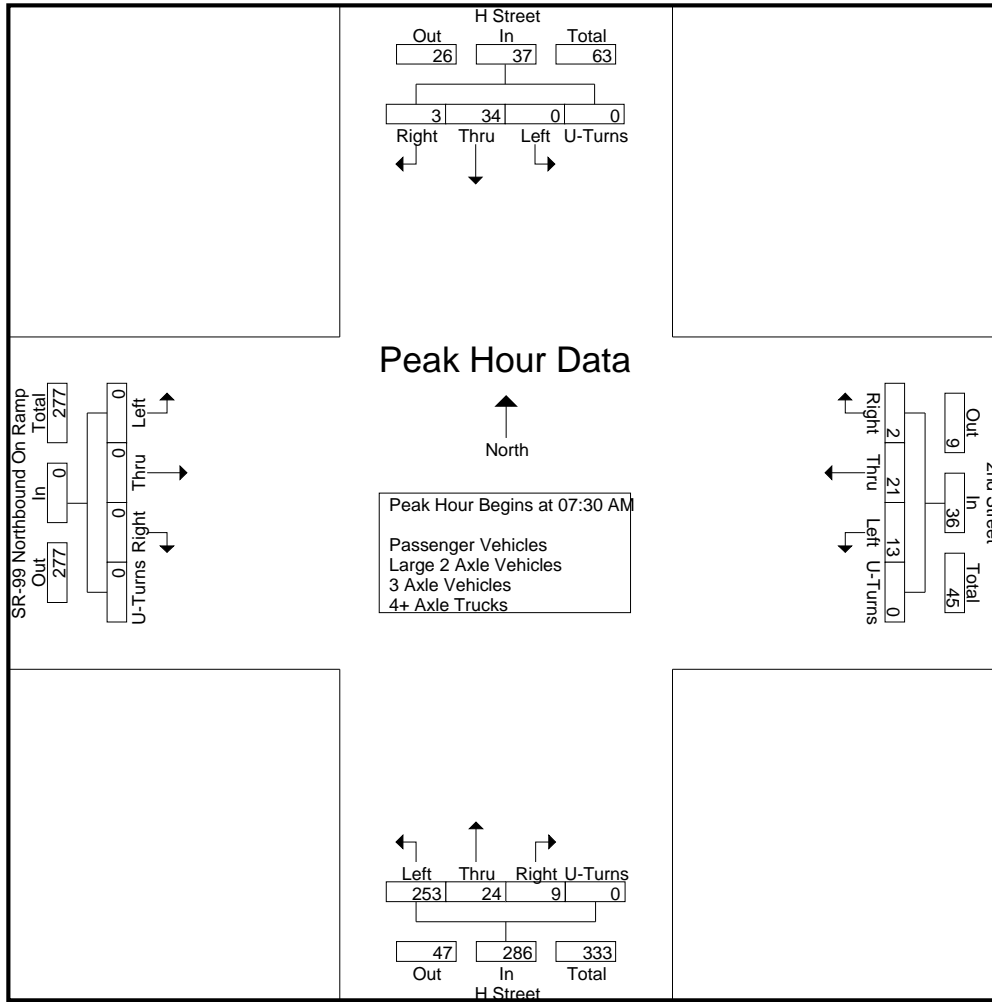 H Street
Out In Total
26 37 63
3 34 0 0
Right Thru Left U-Turns
Peak Hour Data
North
Peak Hour Begins at 07:30 AM
Passenger Vehicles
Large 2 Axle Vehicles
3 Axle Vehicles
4+ Axle Trucks
SR-99 Northbound On Ramp
Out In Total
277 0 277
0 0 0 0
U-Turns Right Thru Left
2nd Street
Out In Total
9 36 45
2 21 13 0
Right Thru Left U-Turns
Left Thru Right U-Turns
253 24 9 0
47 286 333
Out In Total
H Street